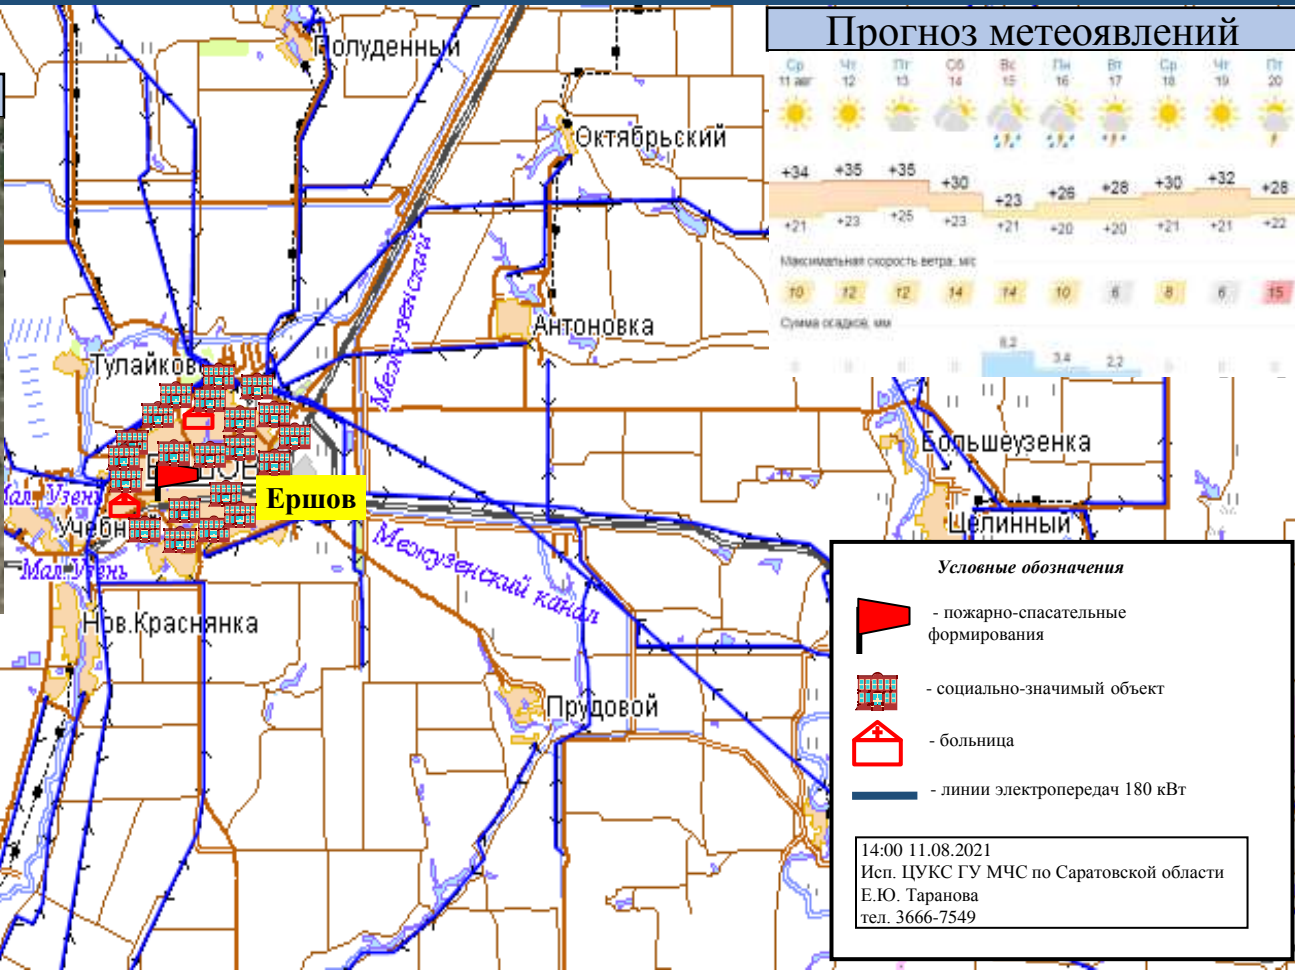 Прогноз метеоявлений
Ср Чт Пт Сб Вс Пн Вт Ср Чт Пт
11 авг 12 13 14 15 16 17 18 19 20
+34 +35 +35 +30 +23 +26 +28 +30 +32 +28
+21 +23 +25 +23 +21 +20 +20 +21 +21 +22
Максимальная скорость ветра, м/с
10 12 12 14 14 10 6 8 6 15
Сумма осадков, мм
8,2 3,4 2,2
Полуденный
Октябрьский
Межузенский
Антоновка
Тулайково
Большеузенка
Ершов
Мал. Узень
Учебный
Целинный
Межузенский канал
Мал. Узень
Нов.Краснянка
Прудовой
Условные обозначения
- пожарно-спасательные
формирования
- социально-значимый объект
- больница
- линии электропередач 180 кВт
14:00 11.08.2021
Исп. ЦУКС ГУ МЧС по Саратовской области
Е.Ю. Таранова
тел. 3666-7549